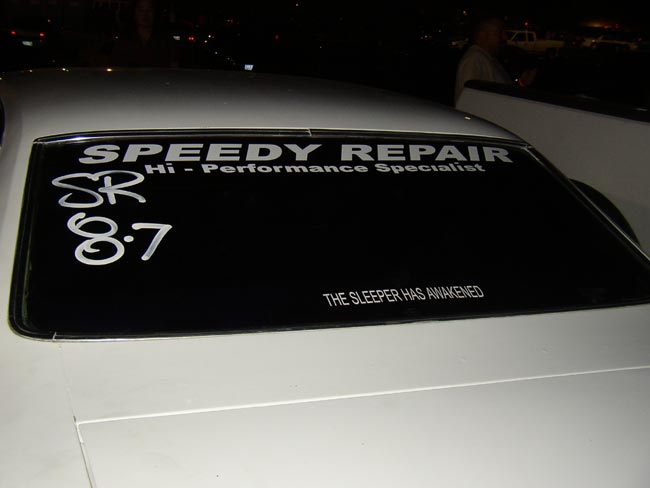 SPEEDY REPAIR
Hi - Performance Specialist
SR
8.7
THE SLEEPER HAS AWAKENED